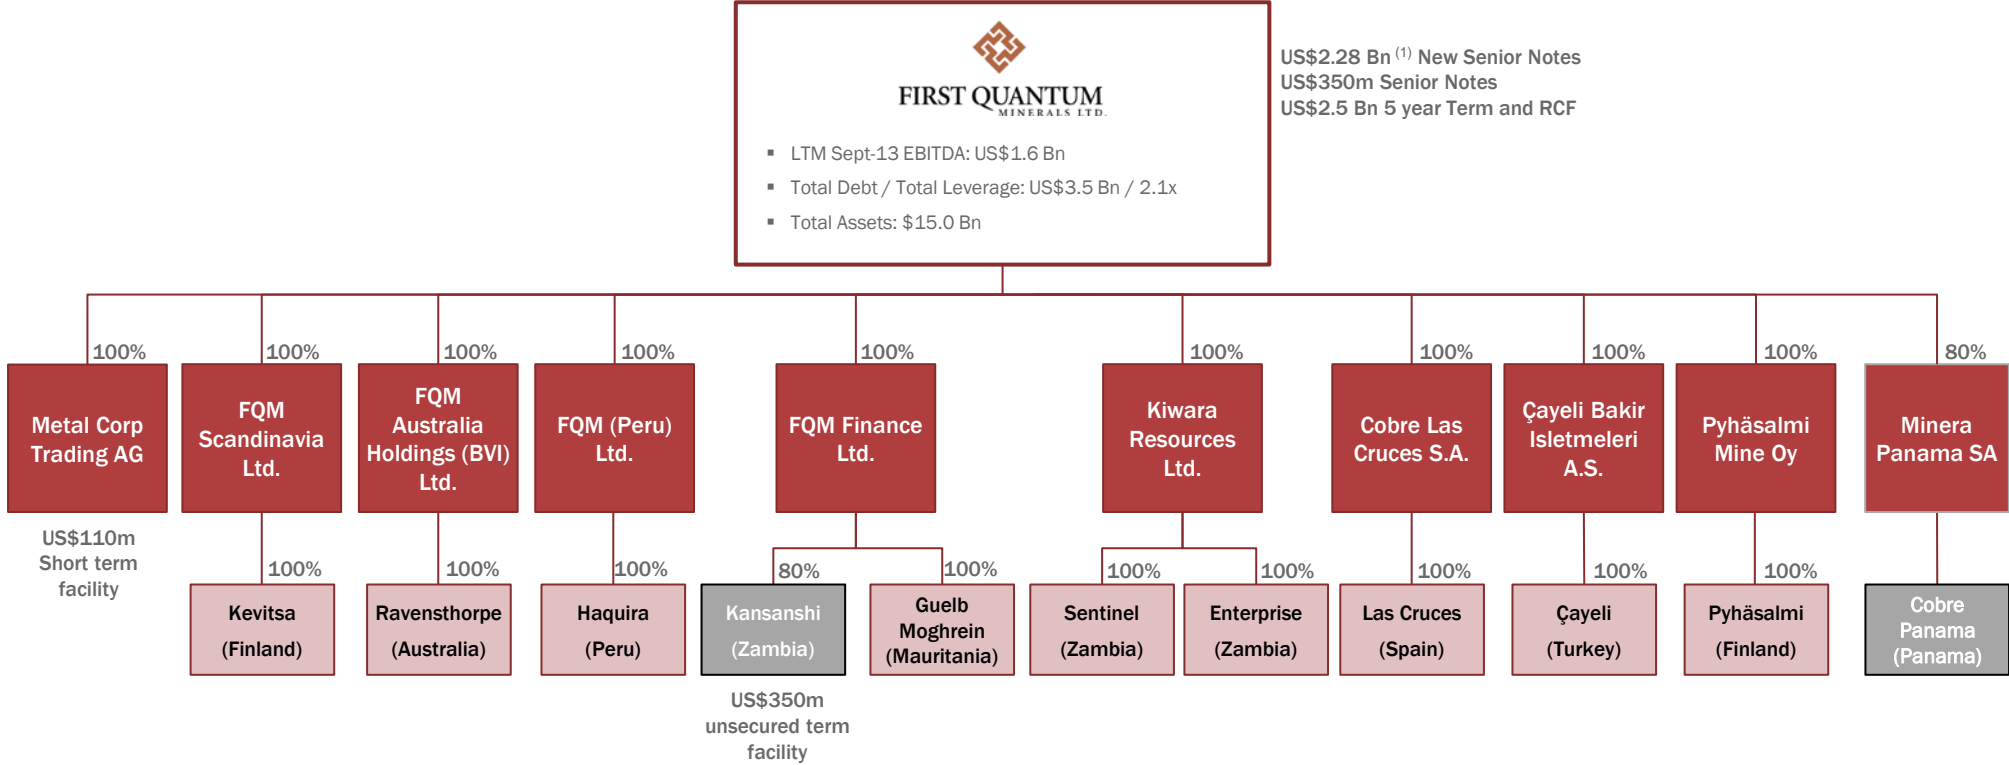 FIRST QUANTUM
MINERALS LTD.
▪ LTM Sept-13 EBITDA: US$1.6 Bn
▪ Total Debt / Total Leverage: US$3.5 Bn / 2.1x
▪ Total Assets: $15.0 Bn
US$2.28 Bn (1) New Senior Notes
US$350m Senior Notes
US$2.5 Bn 5 year Term and RCF
100%
Metal Corp
Trading AG
US$110m
Short term
facility
100%
FQM
Scandinavia
Ltd.
100%
Kevitsa
(Finland)
100%
FQM
Australia
Holdings (BVI)
Ltd.
100%
Ravensthorpe
(Australia)
100%
FQM (Peru)
Ltd.
100%
Haquira
(Peru)
100%
FQM Finance
Ltd.
80%
Kansanshi
(Zambia)
US$350m
unsecured term
facility
100%
Guelb
Moghrein
(Mauritania)
100%
Kiwara
Resources
Ltd.
100%
Sentinel
(Zambia)
100%
Enterprise
(Zambia)
100%
Cobre Las
Cruces S.A.
100%
Las Cruces
(Spain)
100%
Çayeli Bakir
Isletmeleri
A.S.
100%
Çayeli
(Turkey)
100%
Pyhäsalmi
Mine Oy
100%
Pyhäsalmi
(Finland)
80%
Minera
Panama SA
Cobre
Panama
(Panama)